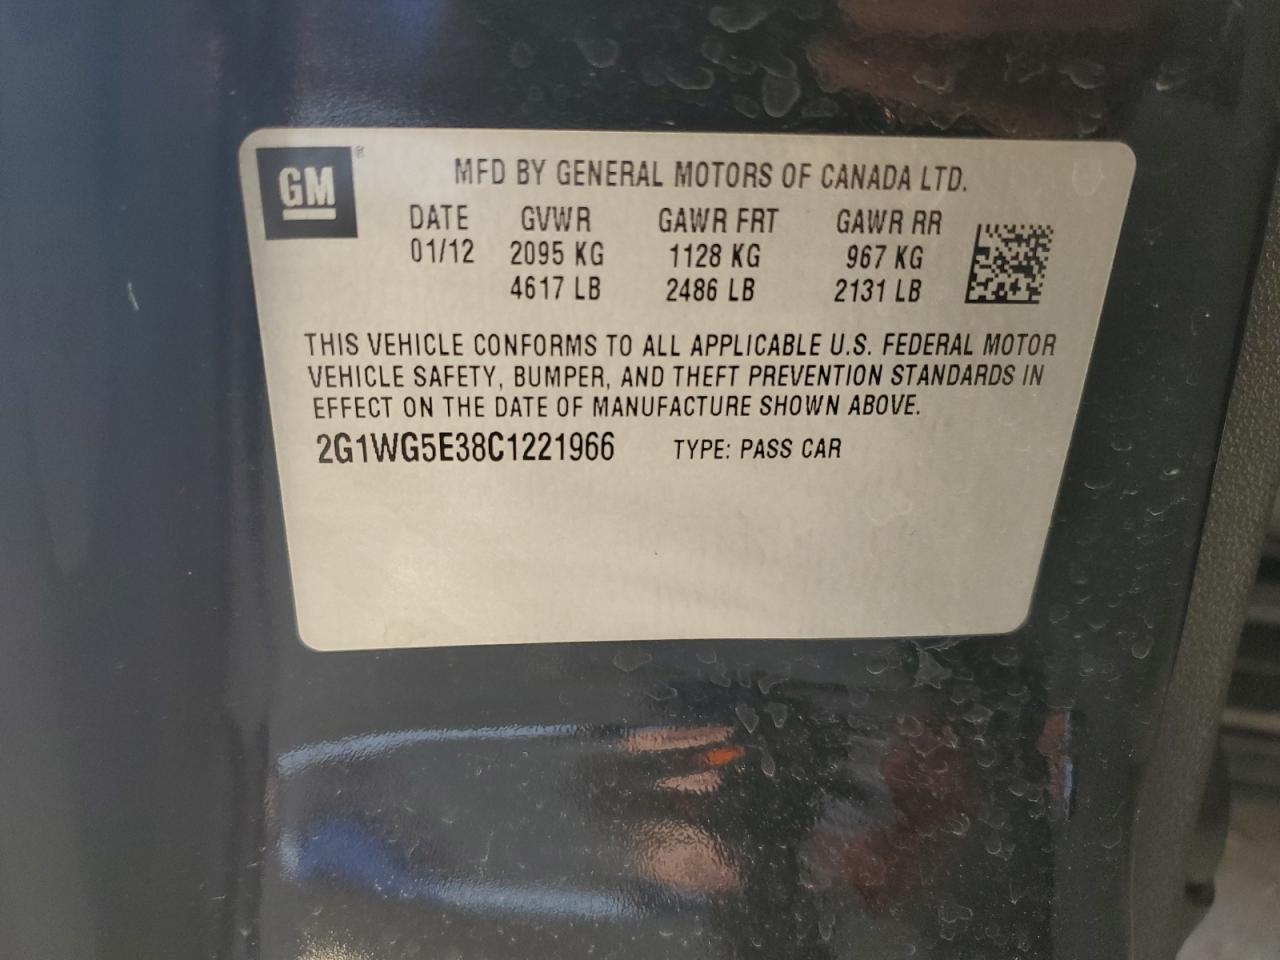 GM
MFD BY GENERAL MOTORS OF CANADA LTD.
DATE GVWR GAWR FRT GAWR RR
01/12 2095 KG 1128 KG 967 KG
4617 LB 2486 LB 2131 LB
THIS VEHICLE CONFORMS TO ALL APPLICABLE U.S. FEDERAL MOTOR
VEHICLE SAFETY, BUMPER, AND THEFT PREVENTION STANDARDS IN
EFFECT ON THE DATE OF MANUFACTURE SHOWN ABOVE.
2G1WG5E38C1221966 TYPE: PASS CAR